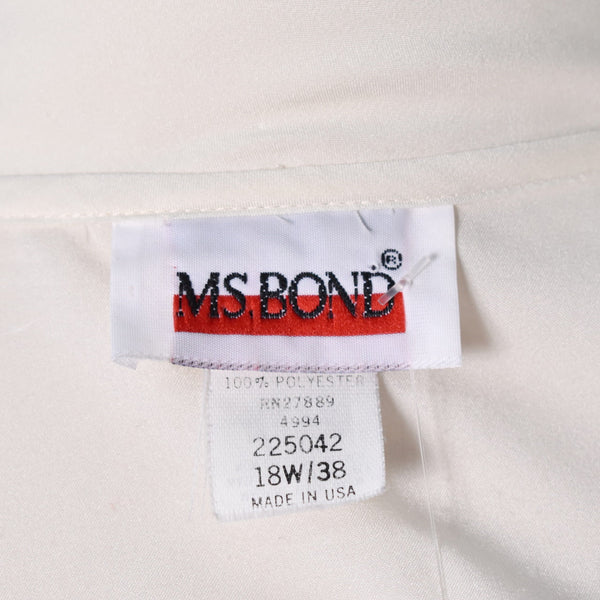 MS. BOND®
100% POLYESTER
RN27889
4994
225042
18W/38
MADE IN USA